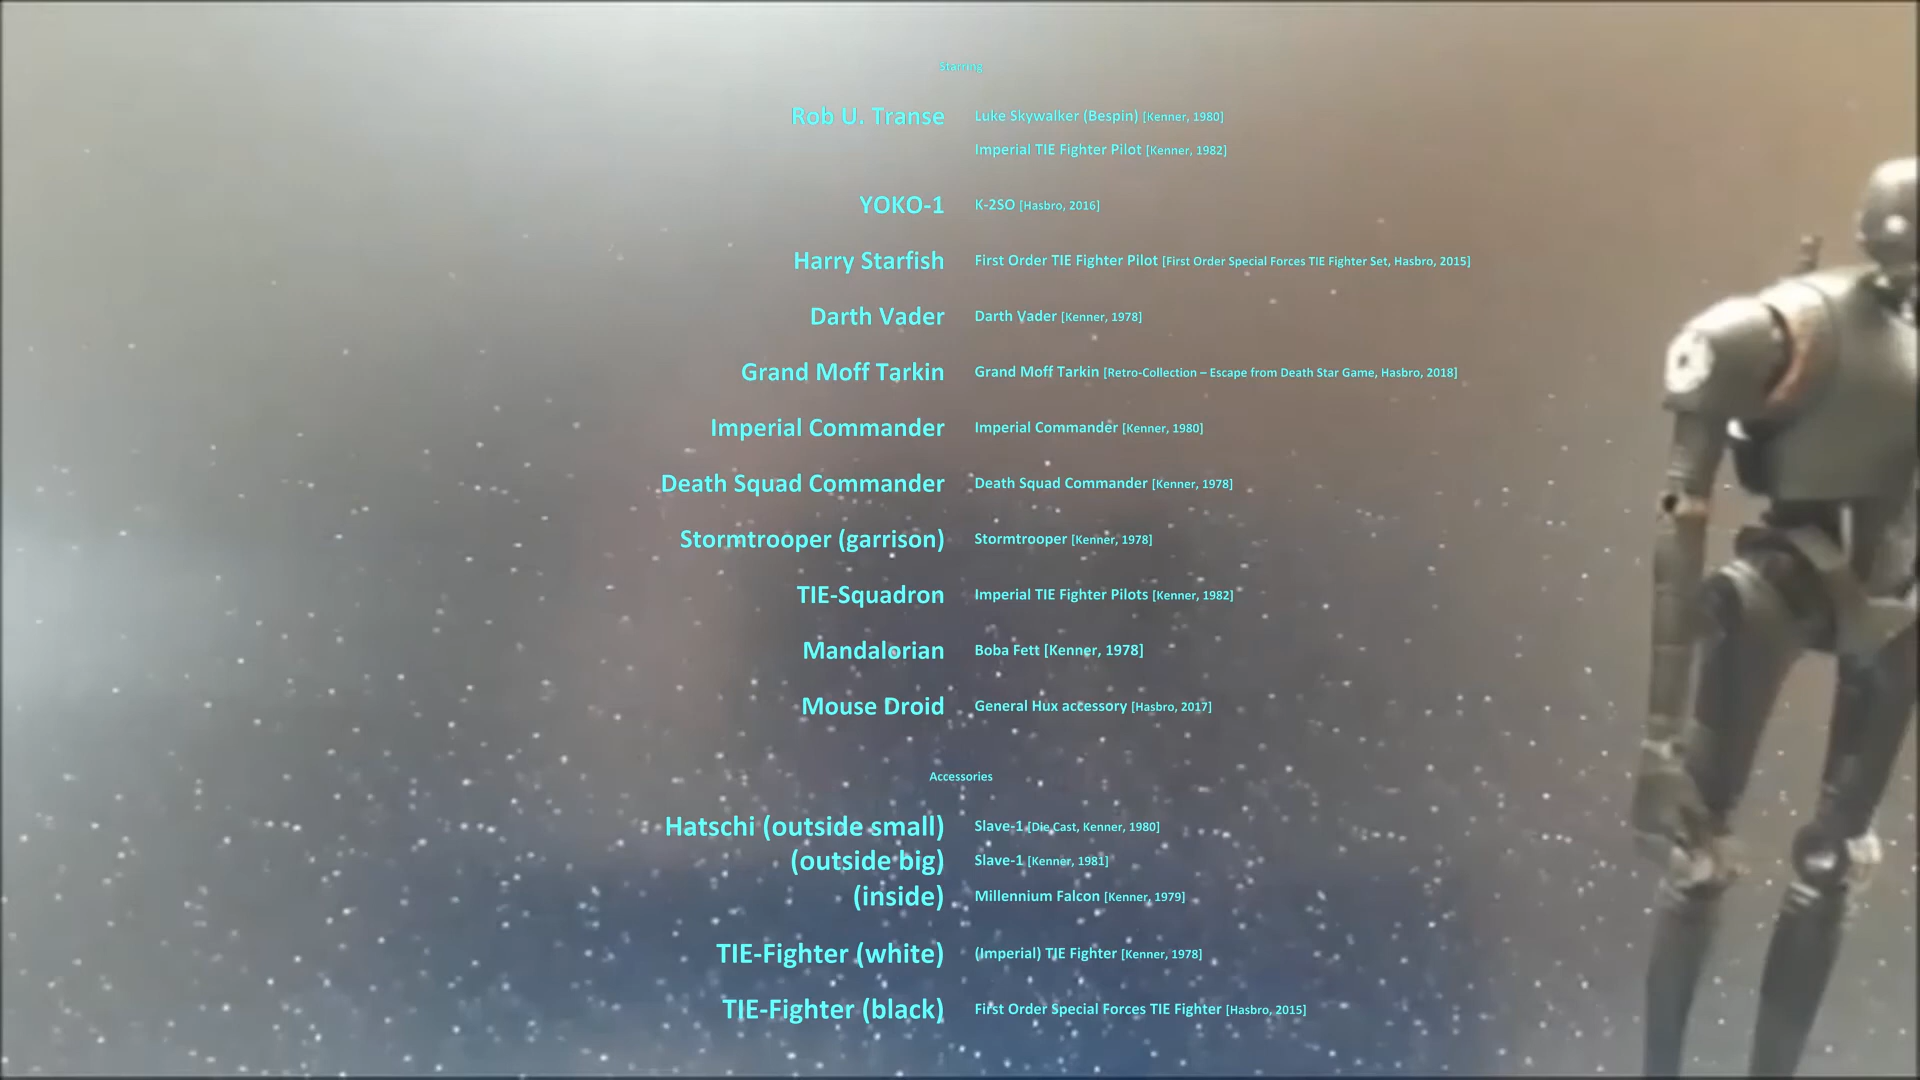 Starring
Rob U. Transe Luke Skywalker (Bespin) [Kenner, 1980]
Imperial TIE Fighter Pilot [Kenner, 1982]
YOKO-1 K-2SO [Hasbro, 2016]
Harry Starfish First Order TIE Fighter Pilot [First Order Special Forces TIE Fighter Set, Hasbro, 2015]
Darth Vader Darth Vader [Kenner, 1978]
Grand Moff Tarkin Grand Moff Tarkin [Retro-Collection – Escape from Death Star Game, Hasbro, 2018]
Imperial Commander Imperial Commander [Kenner, 1980]
Death Squad Commander Death Squad Commander [Kenner, 1978]
Stormtrooper (garrison) Stormtrooper [Kenner, 1978]
TIE-Squadron Imperial TIE Fighter Pilots [Kenner, 1982]
Mandalorian Boba Fett [Kenner, 1978]
Mouse Droid General Hux accessory [Hasbro, 2017]
Accessories
Hatschi (outside small) Slave-1 [Die Cast, Kenner, 1980]
(outside big) Slave-1 [Kenner, 1981]
(inside) Millennium Falcon [Kenner, 1979]
TIE-Fighter (white) (Imperial) TIE Fighter [Kenner, 1978]
TIE-Fighter (black) First Order Special Forces TIE Fighter [Hasbro, 2015]